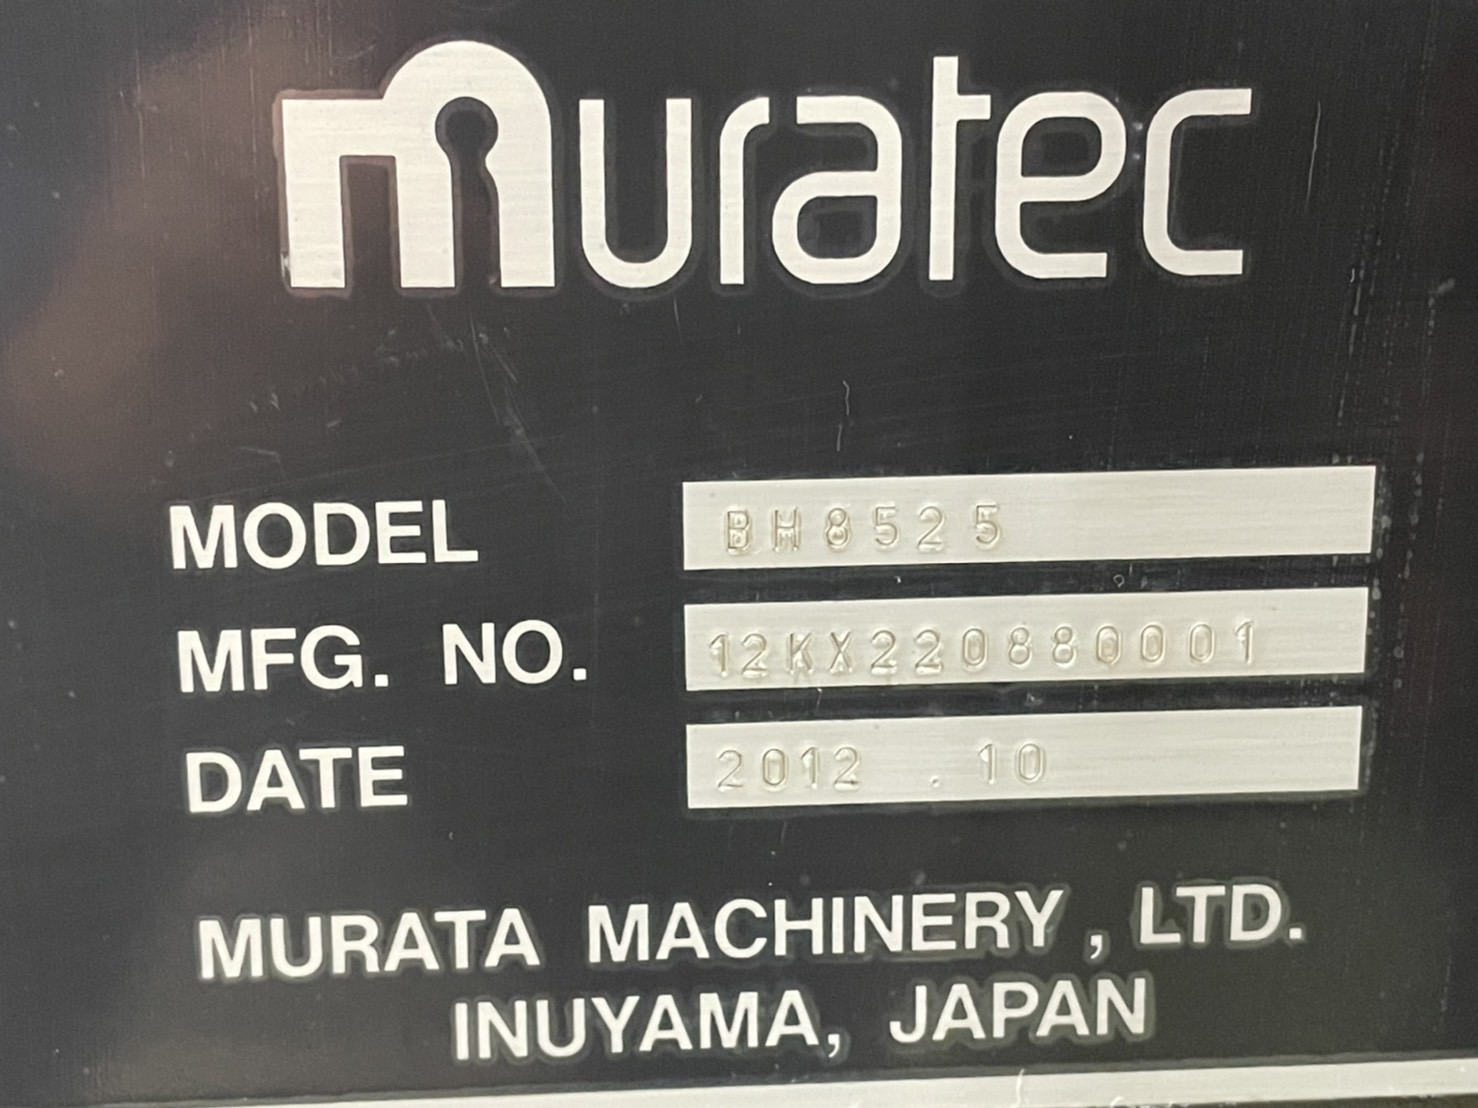 muratec
MODEL BH8525
MFG. NO. 12KX220880001
DATE 2012 .10
MURATA MACHINERY, LTD.
INUYAMA, JAPAN